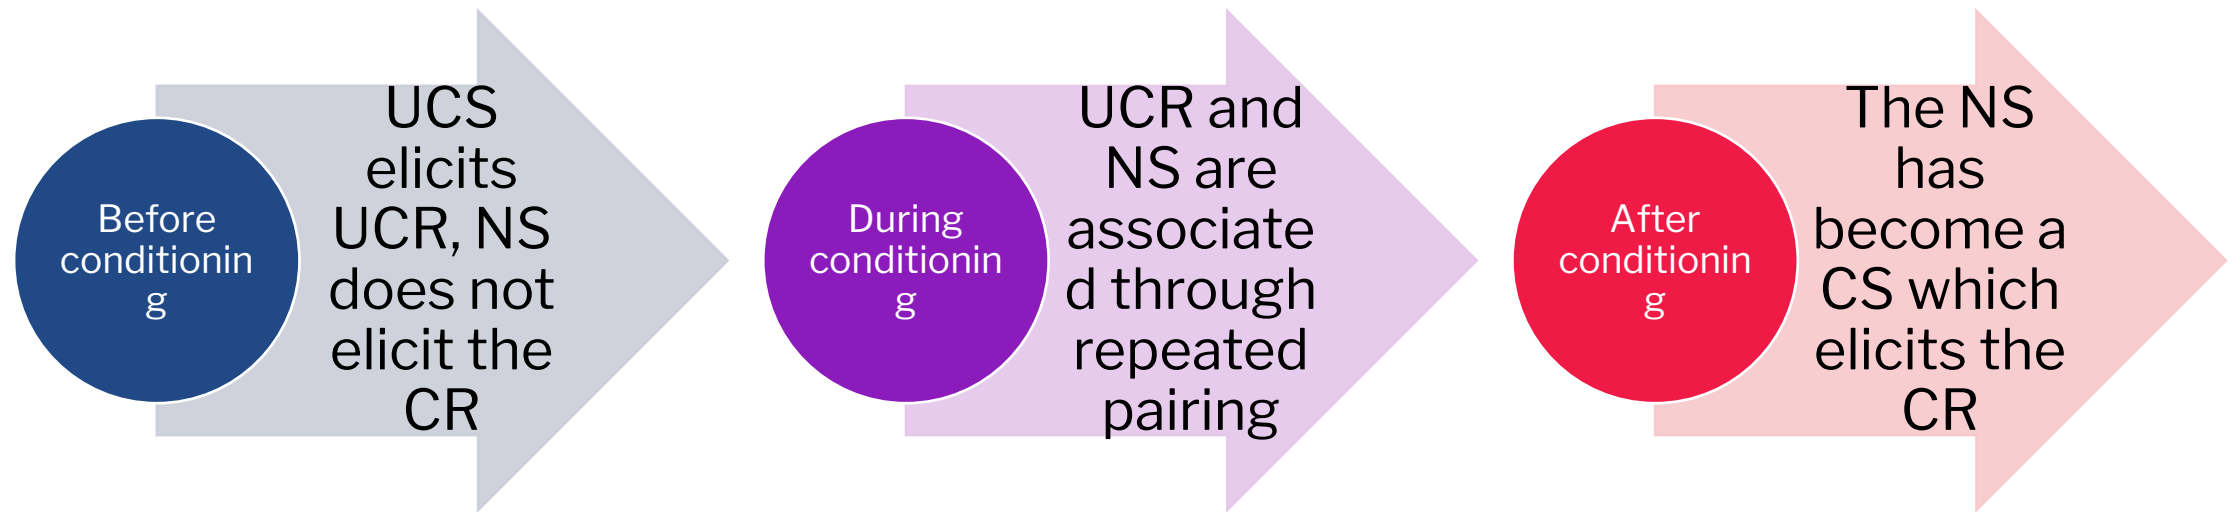 Before
conditionin
g
UCS
elicits
UCR, NS
does not
elicit the
CR
During
conditionin
g
UCR and
NS are
associate
d through
repeated
pairing
After
conditionin
g
The NS
has
become a
CS which
elicits the
CR